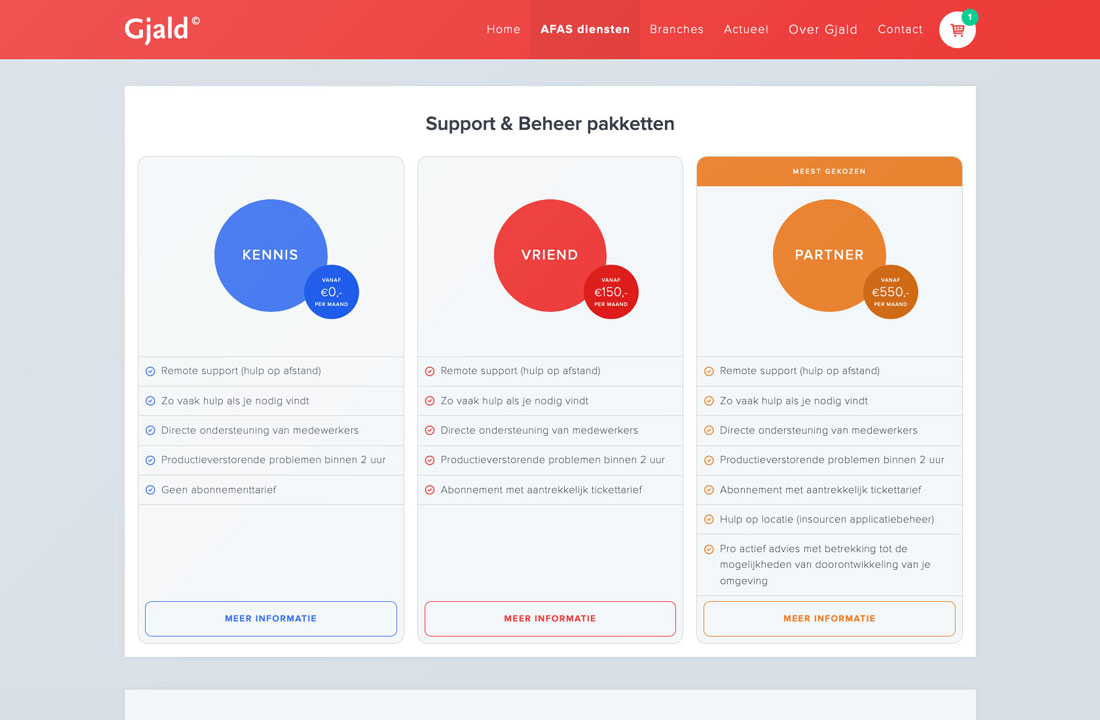 Gjald©
Home AFAS diensten Branches Actueel Over Gjald Contact 1
Support & Beheer pakketten
KENNIS
VANAF
€0,-
PER MAAND
Remote support (hulp op afstand)
Zo vaak hulp als je nodig vindt
Directe ondersteuning van medewerkers
Productieverstorende problemen binnen 2 uur
Geen abonnementtarief
MEER INFORMATIE
VRIEND
VANAF
€150,-
PER MAAND
Remote support (hulp op afstand)
Zo vaak hulp als je nodig vindt
Directe ondersteuning van medewerkers
Productieverstorende problemen binnen 2 uur
Abonnement met aantrekkelijk tickettarief
MEER INFORMATIE
MEEST GEKOZEN
PARTNER
VANAF
€550,-
PER MAAND
Remote support (hulp op afstand)
Zo vaak hulp als je nodig vindt
Directe ondersteuning van medewerkers
Productieverstorende problemen binnen 2 uur
Abonnement met aantrekkelijk tickettarief
Hulp op locatie (insourcen applicatiebeheer)
Pro actief advies met betrekking tot de
mogelijkheden van doorontwikkeling van je
omgeving
MEER INFORMATIE